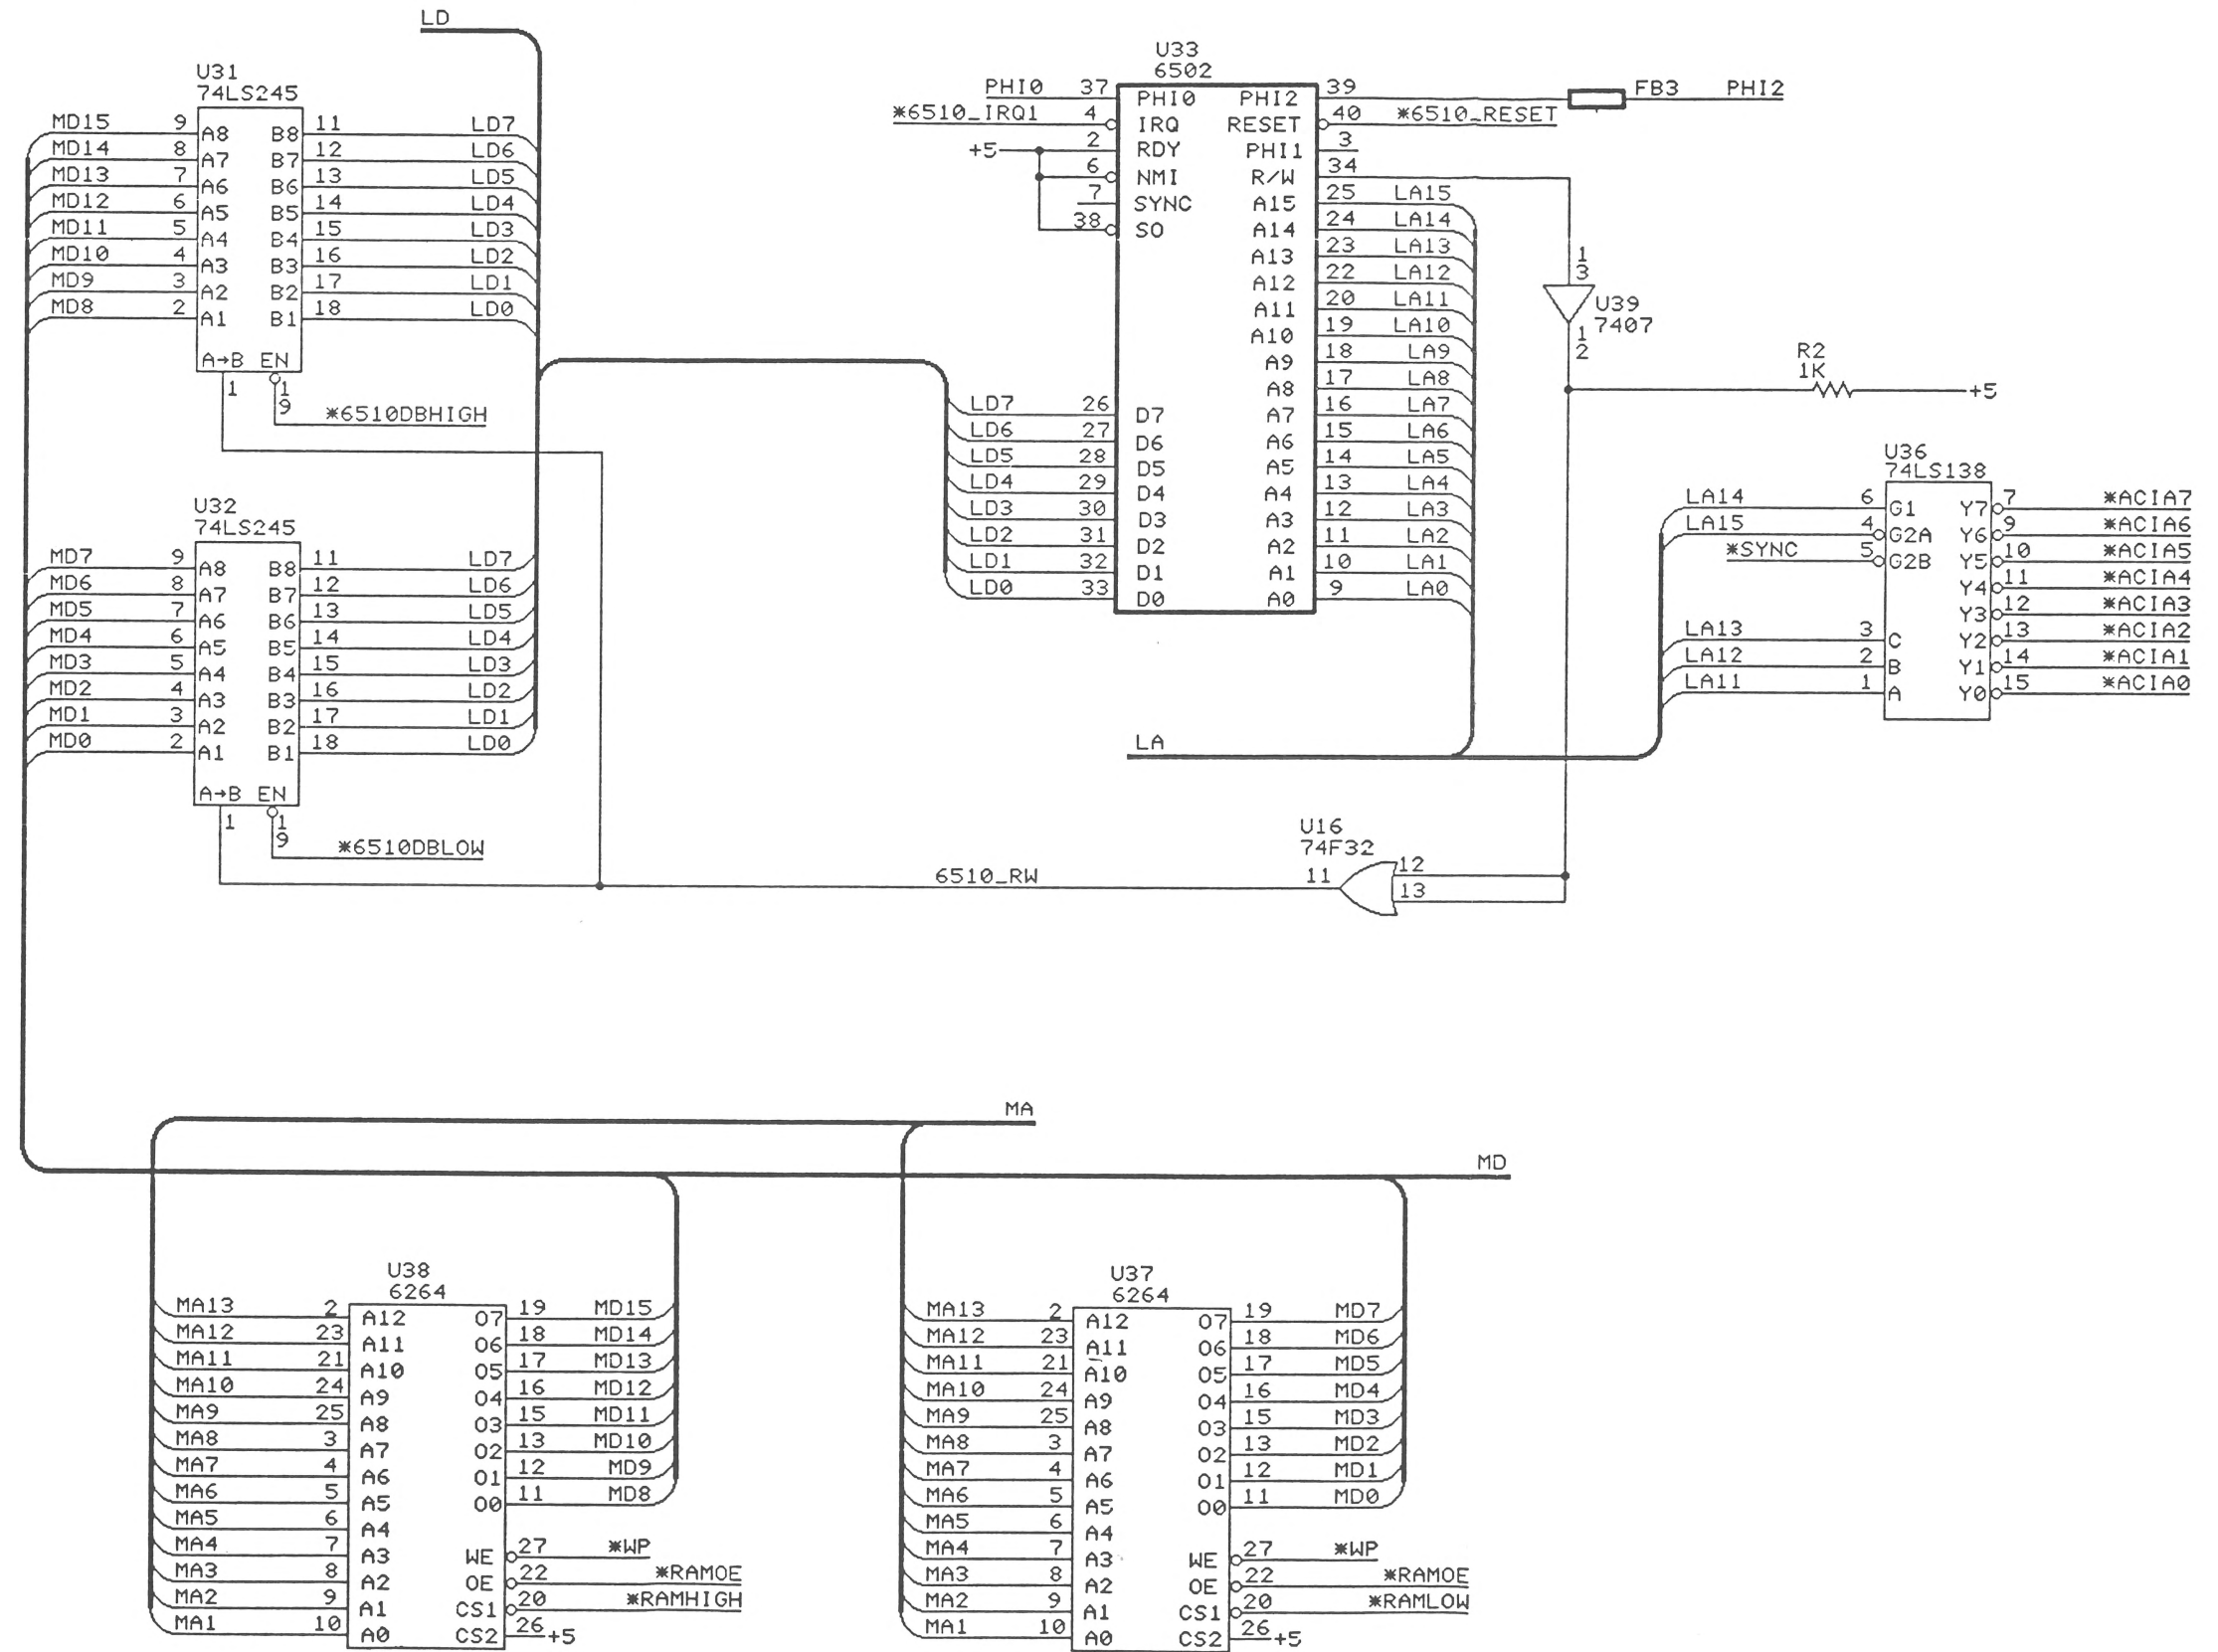 LD
U31
74LS245
MD15 9 A8 B8 11 LD7
MD14 8 A7 B7 12 LD6
MD13 7 A6 B6 13 LD5
MD12 6 A5 B5 14 LD4
MD11 5 A4 B4 15 LD3
MD10 4 A3 B3 16 LD2
MD9 3 A2 B2 17 LD1
MD8 2 A1 B1 18 LD0
A→B EN
1 19
*6510DBHIGH
U32
74LS245
MD7 9 A8 B8 11 LD7
MD6 8 A7 B7 12 LD6
MD5 7 A6 B6 13 LD5
MD4 6 A5 B5 14 LD4
MD3 5 A4 B4 15 LD3
MD2 4 A3 B3 16 LD2
MD1 3 A2 B2 17 LD1
MD0 2 A1 B1 18 LD0
A→B EN
1 19
*6510DBLOW
U33
6502
PHI0 37 PHI0 PHI2 39 FB3 PHI2
*6510_IRQ1 4 IRQ RESET 40 *6510_RESET
+5 2 RDY PHI1 3
6 NMI R/W 34
7 SYNC A15 25 LA15
38 SO A14 24 LA14
A13 23 LA13
A12 22 LA12
A11 20 LA11
A10 19 LA10
A9 18 LA9
A8 17 LA8
LD7 26 D7 A7 16 LA7
LD6 27 D6 A6 15 LA6
LD5 28 D5 A5 14 LA5
LD4 29 D4 A4 13 LA4
LD3 30 D3 A3 12 LA3
LD2 31 D2 A2 11 LA2
LD1 32 D1 A1 10 LA1
LD0 33 D0 A0 9 LA0
13
U39
7407
12
R2
1K
+5
U36
74LS138
LA14 6 G1 Y7 7 *ACIA7
LA15 4 G2A Y6 9 *ACIA6
*SYNC 5 G2B Y5 10 *ACIA5
Y4 11 *ACIA4
Y3 12 *ACIA3
LA13 3 C Y2 13 *ACIA2
LA12 2 B Y1 14 *ACIA1
LA11 1 A Y0 15 *ACIA0
LA
U16
74F32
6510_RW 11 12
13
MA
MD
U38
6264
MA13 2 A12 O7 19 MD15
MA12 23 A11 O6 18 MD14
MA11 21 A10 O5 17 MD13
MA10 24 A9 O4 16 MD12
MA9 25 A8 O3 15 MD11
MA8 3 A7 O2 13 MD10
MA7 4 A6 O1 12 MD9
MA6 5 A5 O0 11 MD8
MA5 6 A4
MA4 7 A3 WE 27 *WP
MA3 8 A2 OE 22 *RAMOE
MA2 9 A1 CS1 20 *RAMHIGH
MA1 10 A0 CS2 26 +5
U37
6264
MA13 2 A12 O7 19 MD7
MA12 23 A11 O6 18 MD6
MA11 21 A10 O5 17 MD5
MA10 24 A9 O4 16 MD4
MA9 25 A8 O3 15 MD3
MA8 3 A7 O2 13 MD2
MA7 4 A6 O1 12 MD1
MA6 5 A5 O0 11 MD0
MA5 6 A4
MA4 7 A3 WE 27 *WP
MA3 8 A2 OE 22 *RAMOE
MA2 9 A1 CS1 20 *RAMLOW
MA1 10 A0 CS2 26 +5